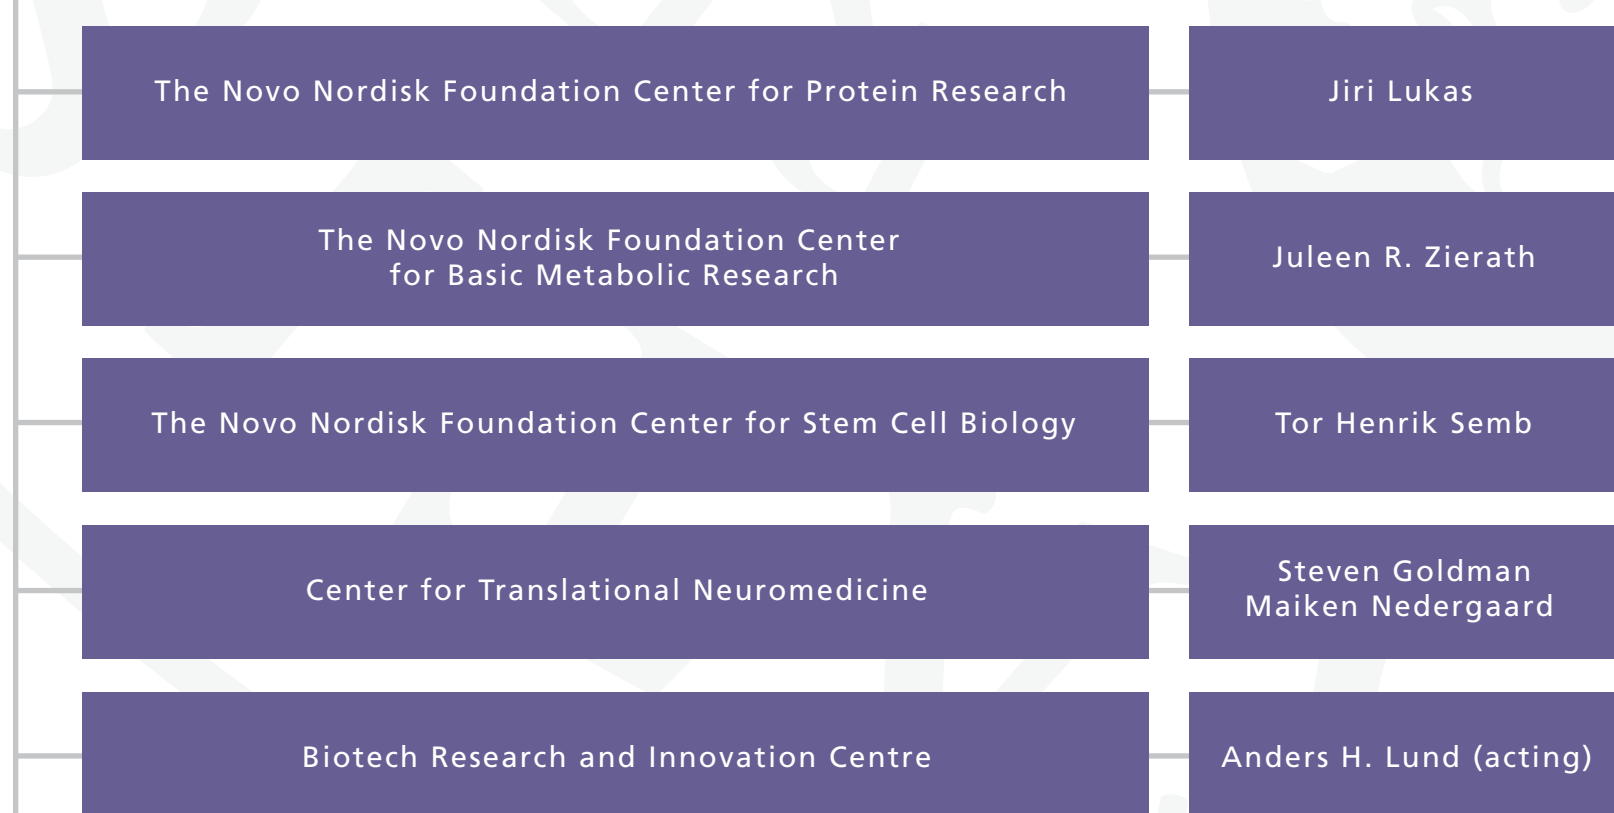 The Novo Nordisk Foundation Center for Protein Research
Jiri Lukas
The Novo Nordisk Foundation Center
for Basic Metabolic Research
Juleen R. Zierath
The Novo Nordisk Foundation Center for Stem Cell Biology
Tor Henrik Semb
Center for Translational Neuromedicine
Steven Goldman
Maiken Nedergaard
Biotech Research and Innovation Centre
Anders H. Lund (acting)